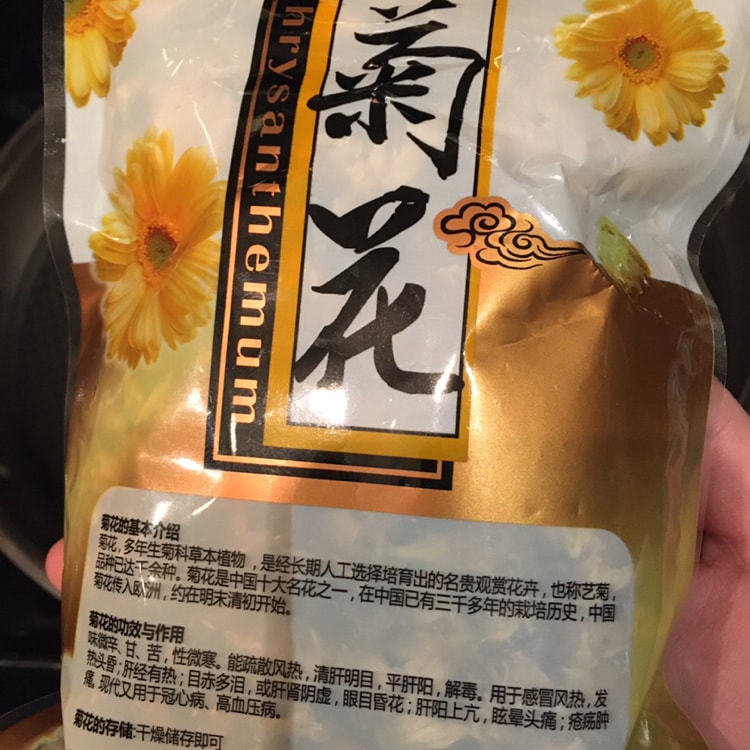 菊花
hrysanthemum
菊花的基本介绍
菊花,多年生菊科草本植物,是经长期人工选择培育出的名贵观赏花卉,也称艺菊,
品种已达千余种。菊花是中国十大名花之一,在中国已有三千多年的栽培历史,中国
菊花传入欧洲,约在明末清初开始。
菊花的功效与作用
味微辛、甘、苦,性微寒。能疏散风热,清肝明目,平肝阳,解毒。用于感冒风热,发
热头昏;肝经有热;目赤多泪,或肝肾阴虚,眼目昏花;肝阳上亢,眩晕头痛;疮疡肿
痛。现代又用于冠心病、高血压病。
菊花的存储:干燥储存即可